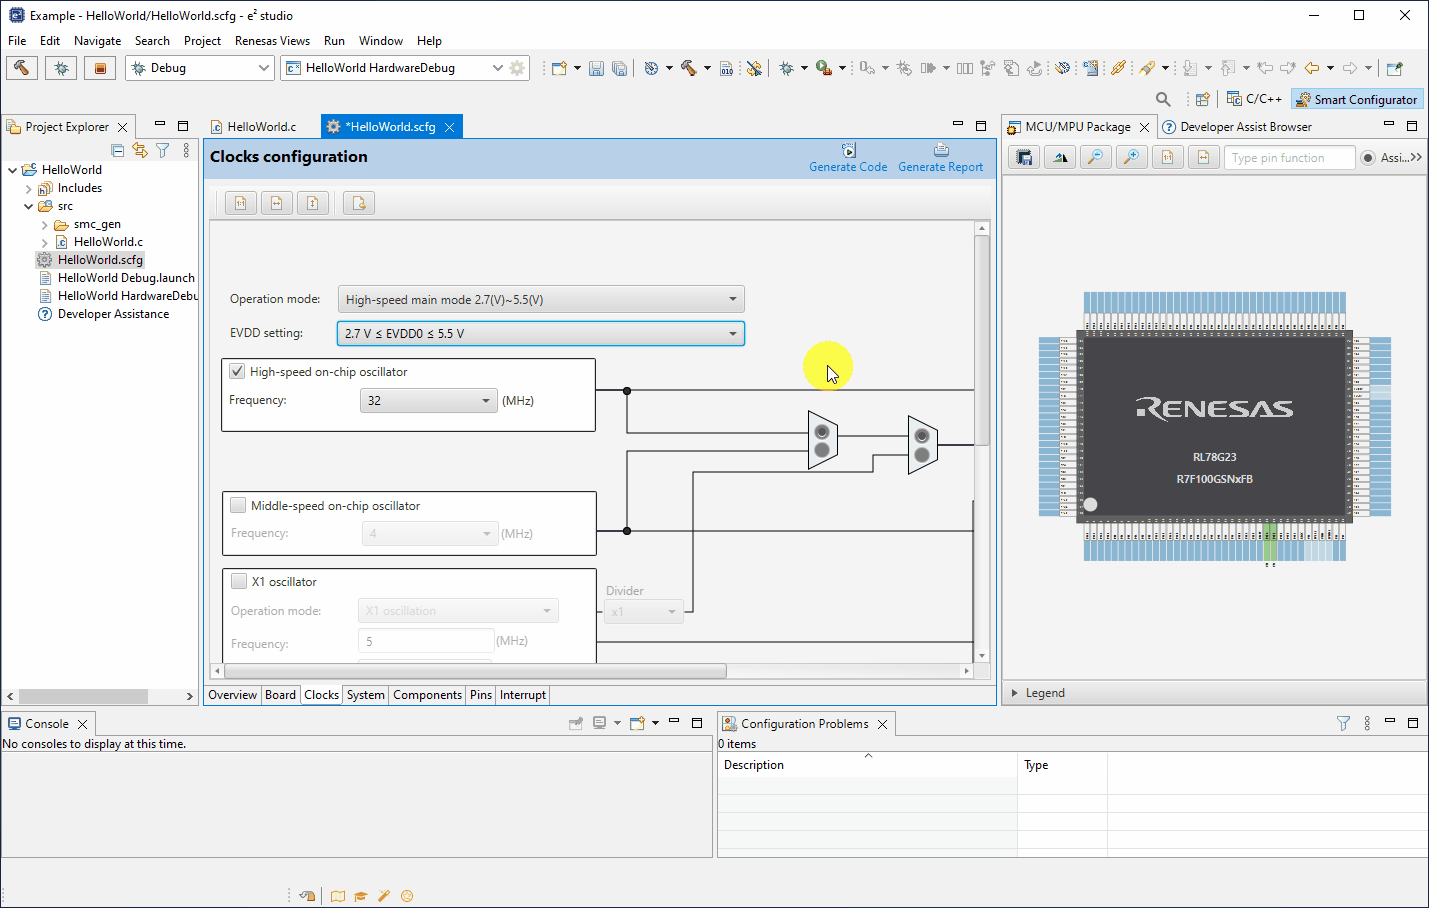 Example - HelloWorld/HelloWorld.scfg - e² studio
File Edit Navigate Search Project Renesas Views Run Window Help
Debug
HelloWorld HardwareDebug
C/C++
Smart Configurator
Project Explorer
HelloWorld
Includes
src
smc_gen
HelloWorld.c
HelloWorld.scfg
HelloWorld Debug.launch
HelloWorld HardwareDebu
Developer Assistance
HelloWorld.c
*HelloWorld.scfg
Clocks configuration
Generate Code
Generate Report
Operation mode:
High-speed main mode 2.7(V)~5.5(V)
EVDD setting:
2.7 V ≤ EVDD0 ≤ 5.5 V
High-speed on-chip oscillator
Frequency:
32
(MHz)
Middle-speed on-chip oscillator
Frequency:
4
(MHz)
X1 oscillator
Operation mode:
X1 oscillation
Divider
x1
Frequency:
5
(MHz)
Overview Board Clocks System Components Pins Interrupt
MCU/MPU Package
Developer Assist Browser
Type pin function
Assi...
RENESAS
RL78G23
R7F100GSNxFB
Legend
Console
No consoles to display at this time.
Configuration Problems
0 items
Description
Type